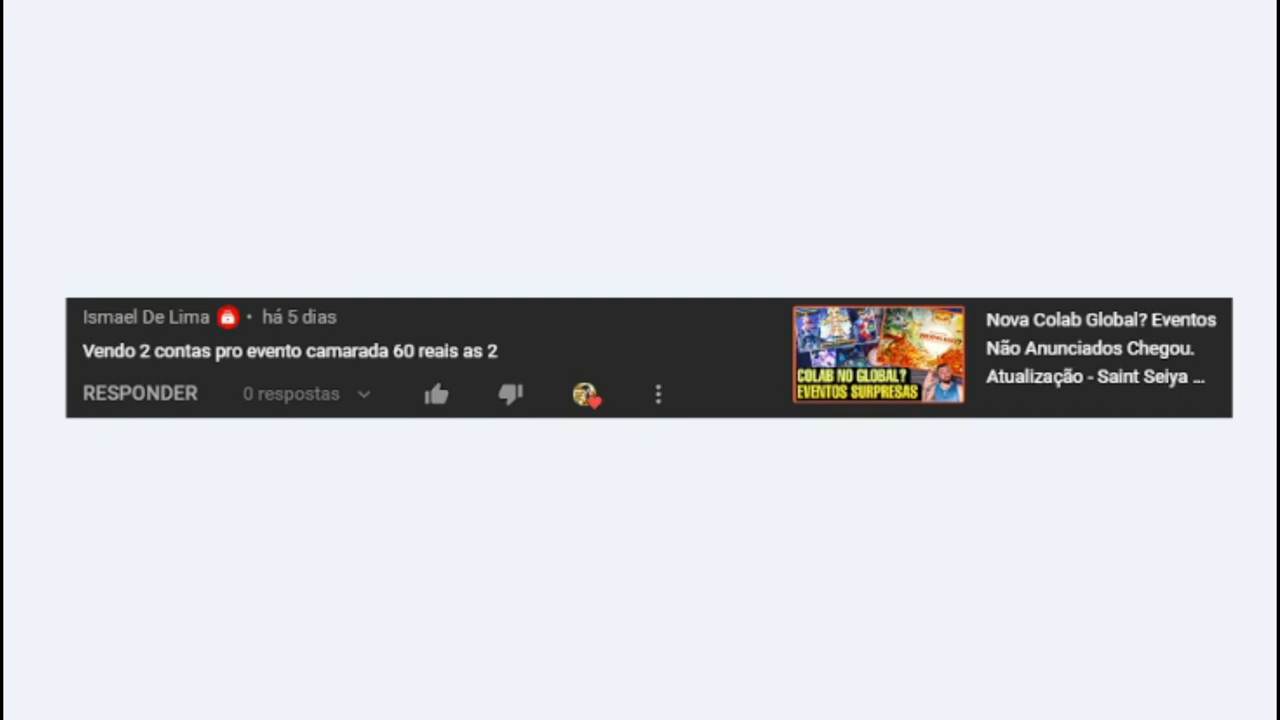 Ismael De Lima • há 5 dias
Vendo 2 contas pro evento camarada 60 reais as 2
RESPONDER 0 respostas
COLAB NO GLOBAL?
EVENTOS SURPRESAS
Nova Colab Global? Eventos
Não Anunciados Chegou.
Atualização - Saint Seiya ...